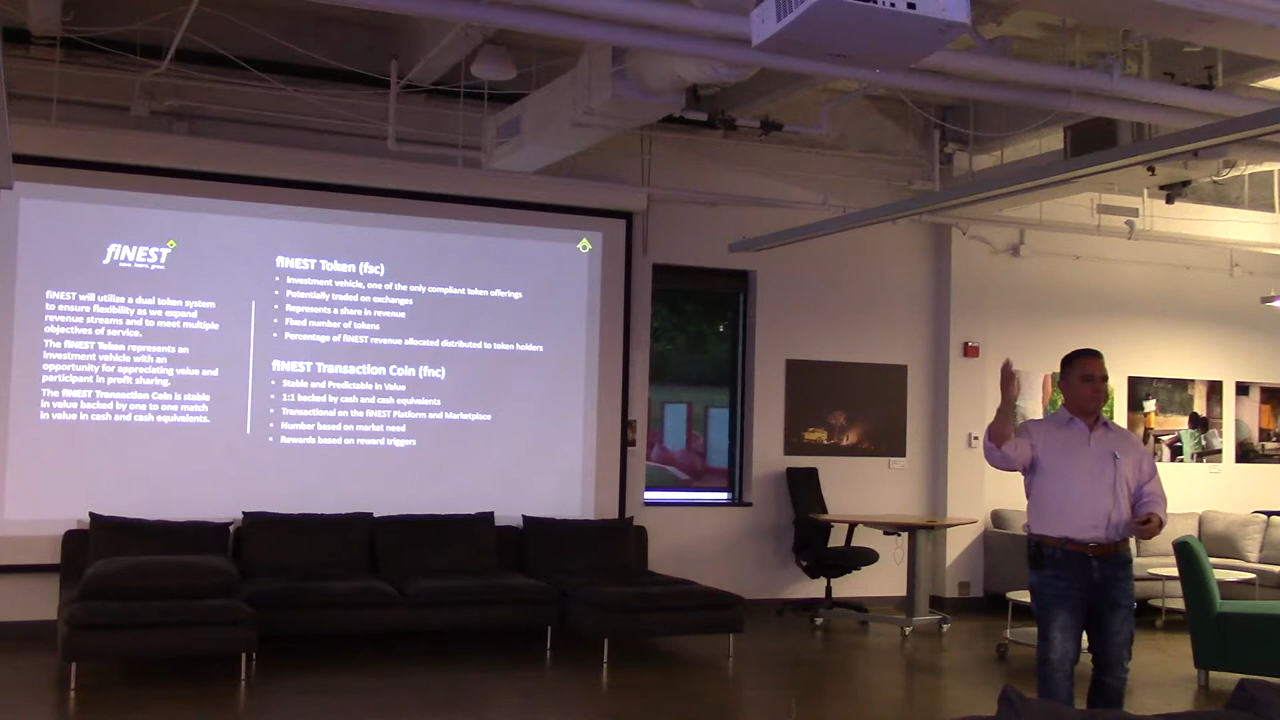 fiNEST
save. learn. grow.
fiNEST will utilize a dual token system
to ensure flexibility as we expand
revenue streams and to meet multiple
objectives of service.
The fiNEST Token represents an
investment vehicle with an
opportunity for appreciating value and
participant in profit sharing.
The fiNEST Transaction Coin is stable
in value backed by one to one match
in value in cash and cash equivalents.
fiNEST Token (fsc)
• Investment vehicle, one of the only compliant token offerings
• Potentially traded on exchanges
• Represents a share in revenue
• Fixed number of tokens
• Percentage of fiNEST revenue allocated distributed to token holders
fiNEST Transaction Coin (fnc)
• Stable and Predictable in Value
• 1:1 backed by cash and cash equivalents
• Transactional on the fiNEST Platform and Marketplace
• Number based on market need
• Rewards based on reward triggers